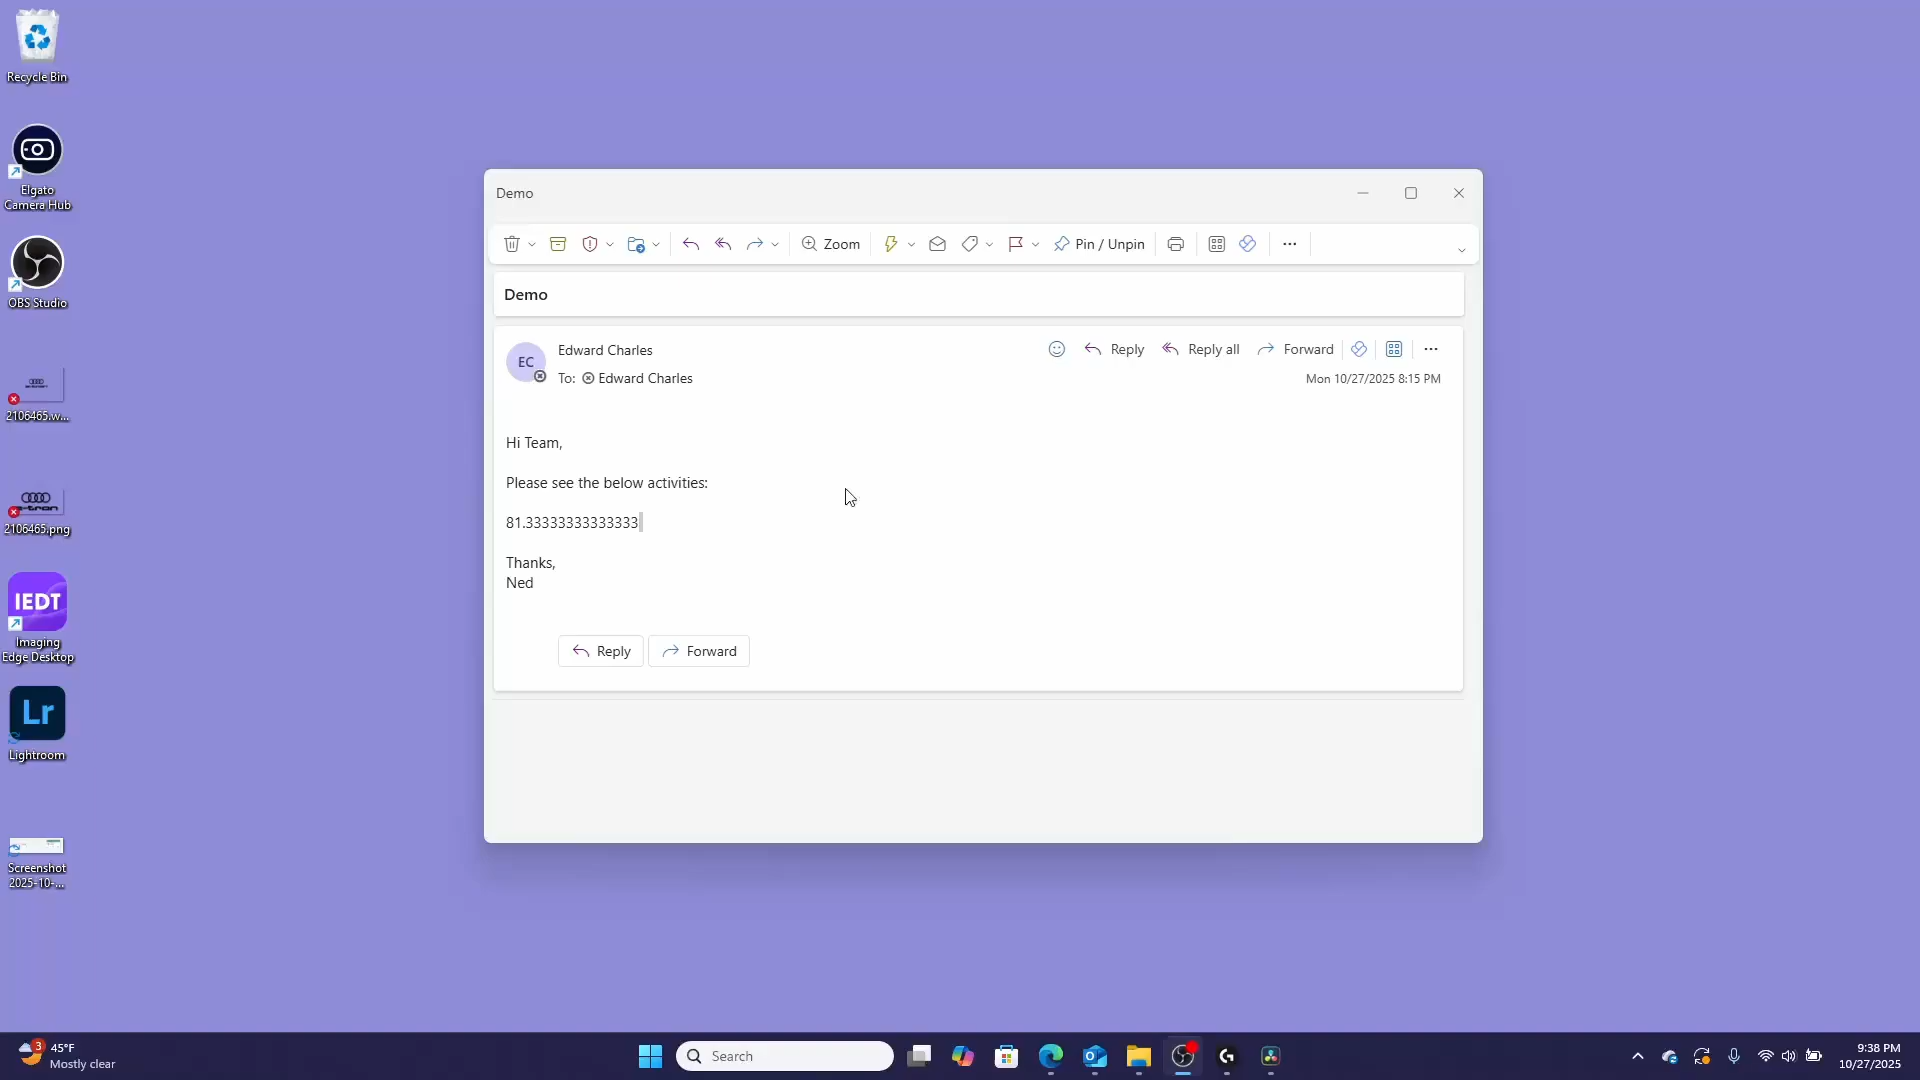 Recycle Bin
Elgato
Camera Hub
OBS Studio
2106465.w...
2106465.png
IEDT
Imaging
Edge Desktop
Lr
Lightroom
Screenshot
2025-10-...
Demo
Zoom
Pin / Unpin
Demo
EC
Edward Charles
Reply
Reply all
Forward
To: Edward Charles
Mon 10/27/2025 8:15 PM
Hi Team,
Please see the below activities:
81.33333333333333
Thanks,
Ned
Reply
Forward
3
45°F
Mostly clear
Search
9:38 PM
10/27/2025